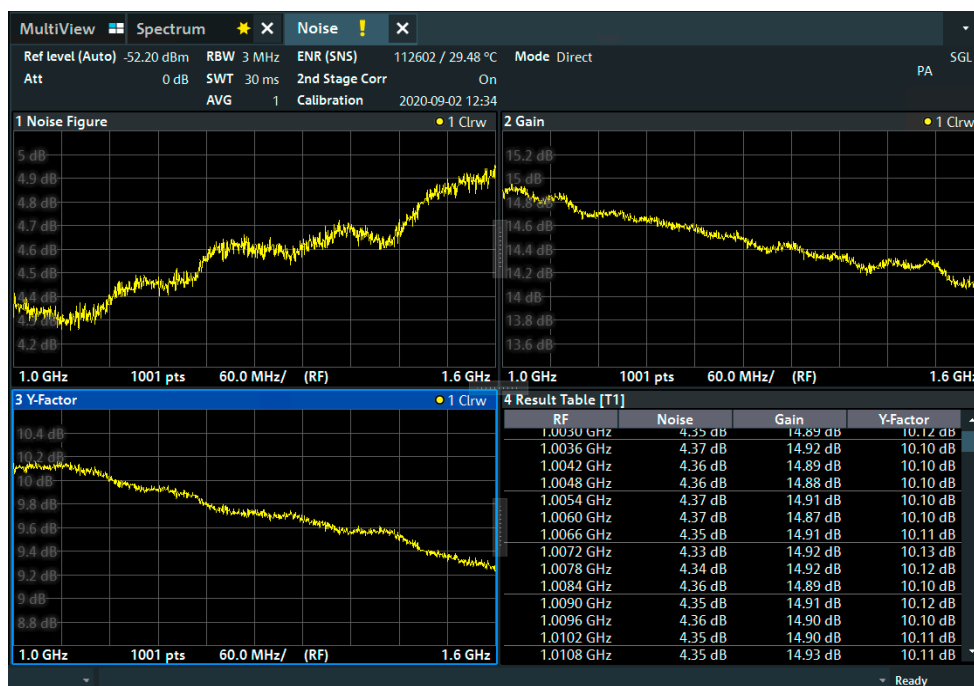 MultiView Spectrum Noise
Ref level (Auto) -52.20 dBm RBW 3 MHz ENR (SNS) 112602 / 29.48 °C Mode Direct SGL
Att 0 dB SWT 30 ms 2nd Stage Corr On PA
AVG 1 Calibration 2020-09-02 12:34
1 Noise Figure 1 Clrw
5 dB
4.9 dB
4.8 dB
4.7 dB
4.6 dB
4.5 dB
4.4 dB
4.3 dB
4.2 dB
1.0 GHz 1001 pts 60.0 MHz/ (RF) 1.6 GHz
2 Gain 1 Clrw
15.2 dB
15 dB
14.8 dB
14.6 dB
14.4 dB
14.2 dB
14 dB
13.8 dB
13.6 dB
1.0 GHz 1001 pts 60.0 MHz/ (RF) 1.6 GH
3 Y-Factor 1 Clrw
10.4 dB
10.2 dB
10 dB
9.8 dB
9.6 dB
9.4 dB
9.2 dB
9 dB
8.8 dB
1.0 GHz 1001 pts 60.0 MHz/ (RF) 1.6 GHz
4 Result Table [T1]
RF Noise Gain Y-Factor
1.0030 GHz 4.35 dB 14.89 dB 10.12 dB
1.0036 GHz 4.37 dB 14.92 dB 10.10 dB
1.0042 GHz 4.36 dB 14.89 dB 10.10 dB
1.0048 GHz 4.36 dB 14.88 dB 10.10 dB
1.0054 GHz 4.37 dB 14.91 dB 10.10 dB
1.0060 GHz 4.37 dB 14.87 dB 10.10 dB
1.0066 GHz 4.35 dB 14.91 dB 10.11 dB
1.0072 GHz 4.33 dB 14.92 dB 10.13 dB
1.0078 GHz 4.34 dB 14.92 dB 10.12 dB
1.0084 GHz 4.36 dB 14.89 dB 10.10 dB
1.0090 GHz 4.35 dB 14.91 dB 10.12 dB
1.0096 GHz 4.36 dB 14.90 dB 10.10 dB
1.0102 GHz 4.35 dB 14.90 dB 10.11 dB
1.0108 GHz 4.35 dB 14.93 dB 10.11 dB
Ready